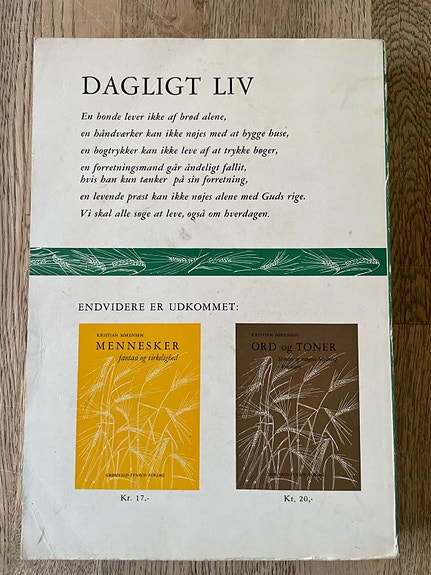 DAGLIGT LIV
En bonde lever ikke af brød alene,
en håndværker kan ikke nøjes med at bygge huse,
en bogtrykker kan ikke leve af at trykke bøger,
en forretningsmand går åndeligt fallit,
hvis han kun tænker på sin forretning,
en levende præst kan ikke nøjes alene med Guds rige.
Vi skal alle søge at leve, også om hverdagen.
ENDVIDERE ER UDKOMMET:
KRISTIAN SØRENSEN
MENNESKER
fantasi og virkelighed
Kr. 17,-
KRISTIAN SØRENSEN
ORD og TONER
Kr. 20,-